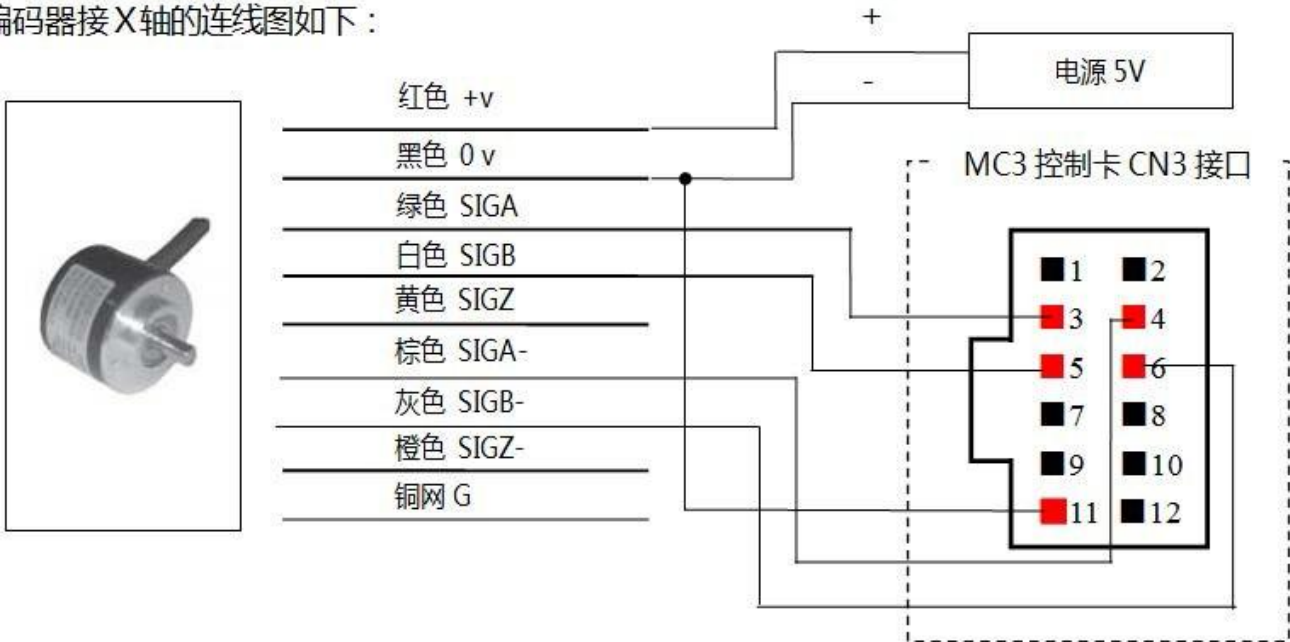 编码器接X轴的连线图如下：
+
电源 5V
-
红色 +v
黑色 0 v
绿色 SIGA
白色 SIGB
黄色 SIGZ
棕色 SIGA-
灰色 SIGB-
橙色 SIGZ-
铜网 G
MC3 控制卡 CN3 接口
1 2
3 4
5 6
7 8
9 10
11 12